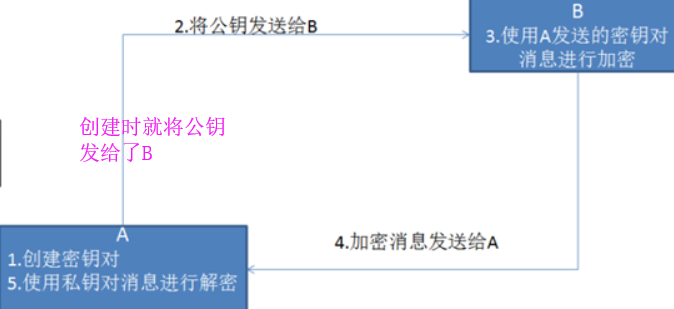 2.将公钥发送给B
B
3.使用A发送的密钥对
消息进行加密
创建时就将公钥
发给了B
A
1.创建密钥对
5.使用私钥对消息进行解密
4.加密消息发送给A